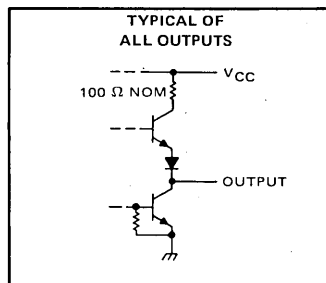 TYPICAL OF
ALL OUTPUTS
VCC
100 Ω NOM
OUTPUT